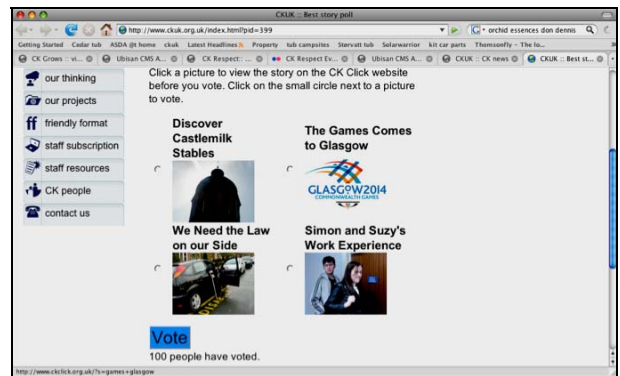 CKUK :: Best story poll
http://www.ckuk.org.uk/index.html?pid=399
orchid essences don dennis
Getting Started Cedar tub ASDA @t home ckuk Latest Headlines Property tub campsites Stervatt tub Solarwarrior kit car parts Thomsonfly - The lo...
CK Grows :: vi... Ubisan CMS A... CK Respect:: ... CK Respect Ev... Ubisan CMS A... CKUK :: CK news CKUK :: Best st...
our thinking
our projects
friendly format
staff subscription
staff resources
CK people
contact us
Click a picture to view the story on the CK Click website
before you vote. Click on the small circle next to a picture
to vote.
Discover
Castlemilk
Stables
The Games Comes
to Glasgow
GLASGOW2014
COMMONWEALTH GAMES
We Need the Law
on our Side
Simon and Suzy's
Work Experience
Vote
100 people have voted.
http://www.ckclick.org.uk/?s=games+glasgow